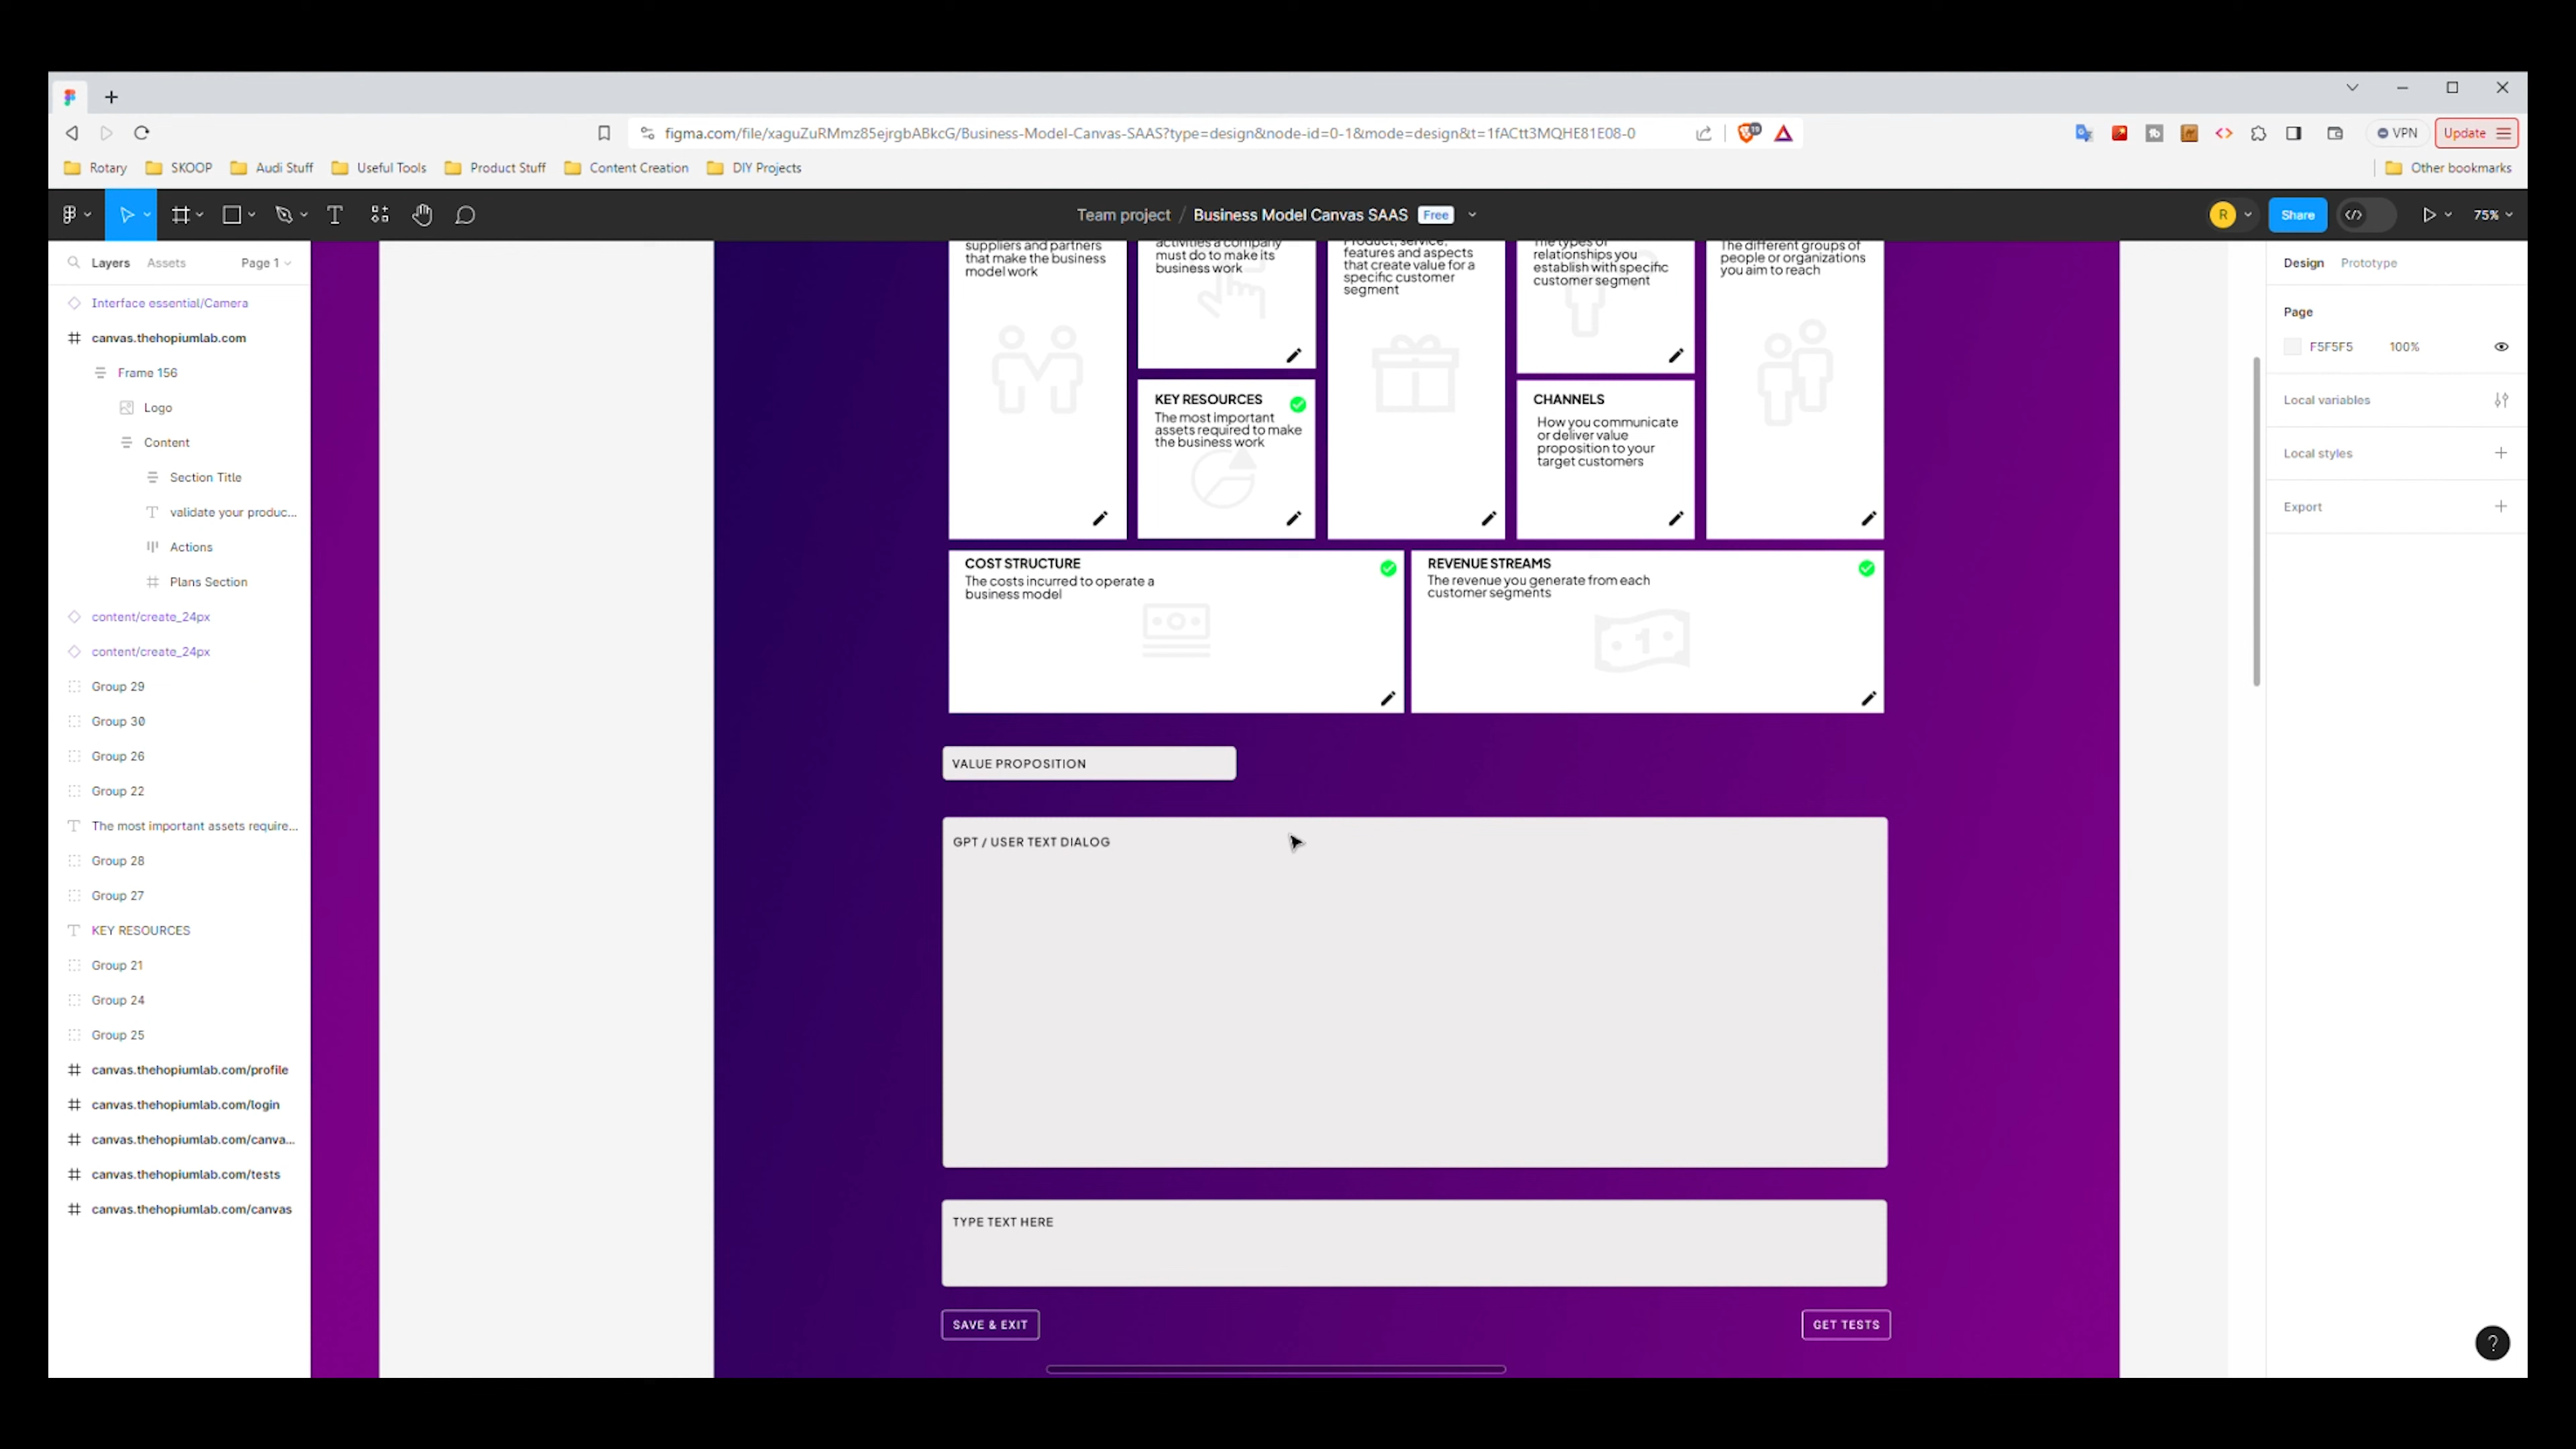 figma.com/file/xaguZuRMmz85ejrgbABkcG/Business-Model-Canvas-SAAS?type=design&node-id=0-1&mode=design&t=1fACtt3MQHE81E08-0
VPN
Update
Rotary
SKOOP
Audi Stuff
Useful Tools
Product Stuff
Content Creation
DIY Projects
Other bookmarks
Team project / Business Model Canvas SAAS
Free
R
Share
75%
Layers
Assets
Page 1
Interface essential/Camera
canvas.thehopiumlab.com
Frame 156
Logo
Content
Section Title
validate your produc...
Actions
Plans Section
content/create_24px
content/create_24px
Group 29
Group 30
Group 26
Group 22
The most important assets require...
Group 28
Group 27
KEY RESOURCES
Group 21
Group 24
Group 25
canvas.thehopiumlab.com/profile
canvas.thehopiumlab.com/login
canvas.thehopiumlab.com/canva...
canvas.thehopiumlab.com/tests
canvas.thehopiumlab.com/canvas
suppliers and partners
that make the business
model work
activities a company
must do to make its
business work
Product, service,
features and aspects
that create value for a
specific customer
segment
The types of
relationships you
establish with specific
customer segment
The different groups of
people or organizations
you aim to reach
KEY RESOURCES
The most important
assets required to make
the business work
CHANNELS
How you communicate
or deliver value
proposition to your
target customers
COST STRUCTURE
The costs incurred to operate a
business model
REVENUE STREAMS
The revenue you generate from each
customer segments
1
VALUE PROPOSITION
GPT / USER TEXT DIALOG
TYPE TEXT HERE
SAVE & EXIT
GET TESTS
Design
Prototype
Page
F5F5F5
100%
Local variables
Local styles
Export
?